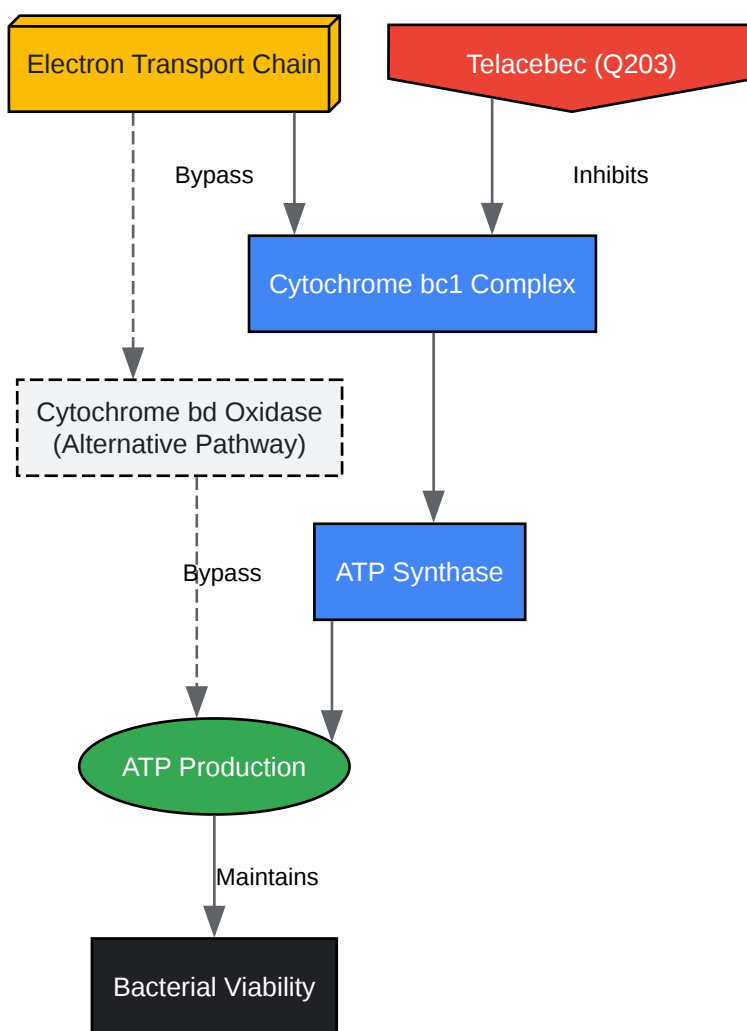 Electron Transport Chain
Telacebec (Q203)
Bypass
Inhibits
Cytochrome bc1 Complex
Cytochrome bd Oxidase
(Alternative Pathway)
Bypass
ATP Synthase
ATP Production
Maintains
Bacterial Viability